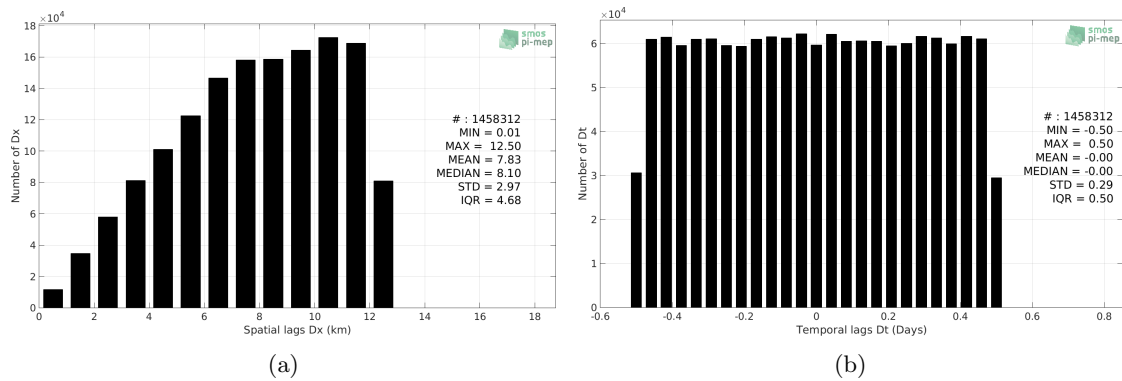 ×10⁴
18
16
14
12
10
8
6
4
2
0
Number of Dx
smos
pi-mep
# : 1458312
MIN = 0.01
MAX = 12.50
MEAN = 7.83
MEDIAN = 8.10
STD = 2.97
IQR = 4.68
0 2 4 6 8 10 12 14 16 18
Spatial lags Dx (km)
(a)
×10⁴
6
5
4
3
2
1
0
Number of Dt
smos
pi-mep
# : 1458312
MIN = -0.50
MAX = 0.50
MEAN = -0.00
MEDIAN = -0.00
STD = 0.29
IQR = 0.50
-0.6 -0.4 -0.2 0 0.2 0.4 0.6 0.8
Temporal lags Dt (Days)
(b)